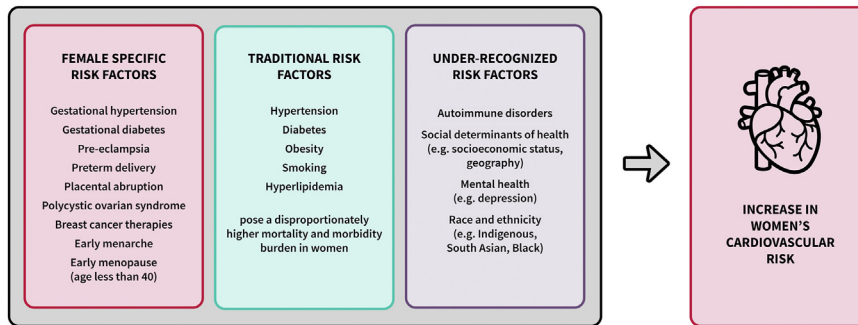 FEMALE SPECIFIC
RISK FACTORS
Gestational hypertension
Gestational diabetes
Pre-eclampsia
Preterm delivery
Placental abruption
Polycystic ovarian syndrome
Breast cancer therapies
Early menarche
Early menopause
(age less than 40)
TRADITIONAL RISK
FACTORS
Hypertension
Diabetes
Obesity
Smoking
Hyperlipidemia
pose a disproportionately
higher mortality and morbidity
burden in women
UNDER-RECOGNIZED
RISK FACTORS
Autoimmune disorders
Social determinants of health
(e.g. socioeconomic status,
geography)
Mental health
(e.g. depression)
Race and ethnicity
(e.g. Indigenous,
South Asian, Black)
INCREASE IN
WOMEN'S
CARDIOVASCULAR
RISK